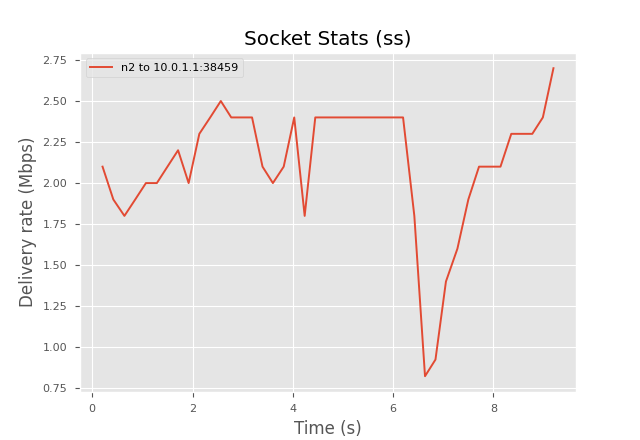 Socket Stats (ss)
n2 to 10.0.1.1:38459
Delivery rate (Mbps)
2.75
2.50
2.25
2.00
1.75
1.50
1.25
1.00
0.75
0 2 4 6 8
Time (s)